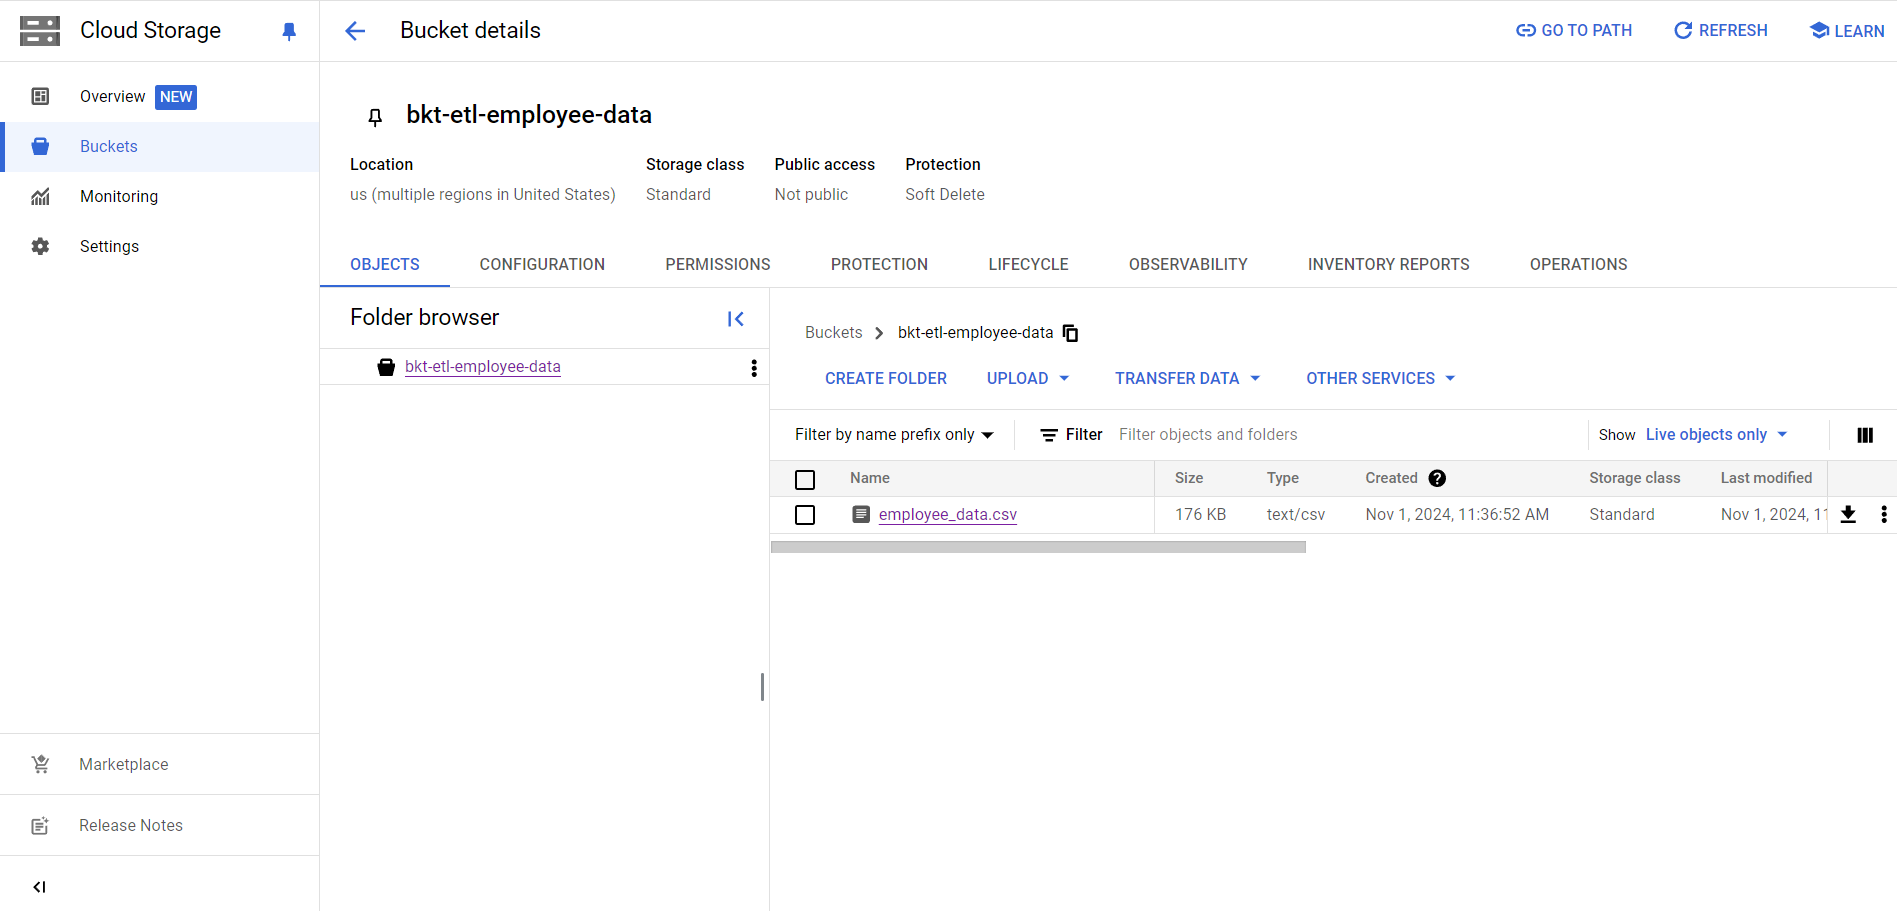 Cloud Storage
Bucket details
GO TO PATH
REFRESH
LEARN
Overview NEW
Buckets
Monitoring
Settings
Marketplace
Release Notes
bkt-etl-employee-data
Location Storage class Public access Protection
us (multiple regions in United States) Standard Not public Soft Delete
OBJECTS CONFIGURATION PERMISSIONS PROTECTION LIFECYCLE OBSERVABILITY INVENTORY REPORTS OPERATIONS
Folder browser
bkt-etl-employee-data
Buckets bkt-etl-employee-data
CREATE FOLDER UPLOAD TRANSFER DATA OTHER SERVICES
Filter by name prefix only Filter Filter objects and folders Show Live objects only
Name Size Type Created ? Storage class Last modified
employee_data.csv 176 KB text/csv Nov 1, 2024, 11:36:52 AM Standard Nov 1, 2024, 11